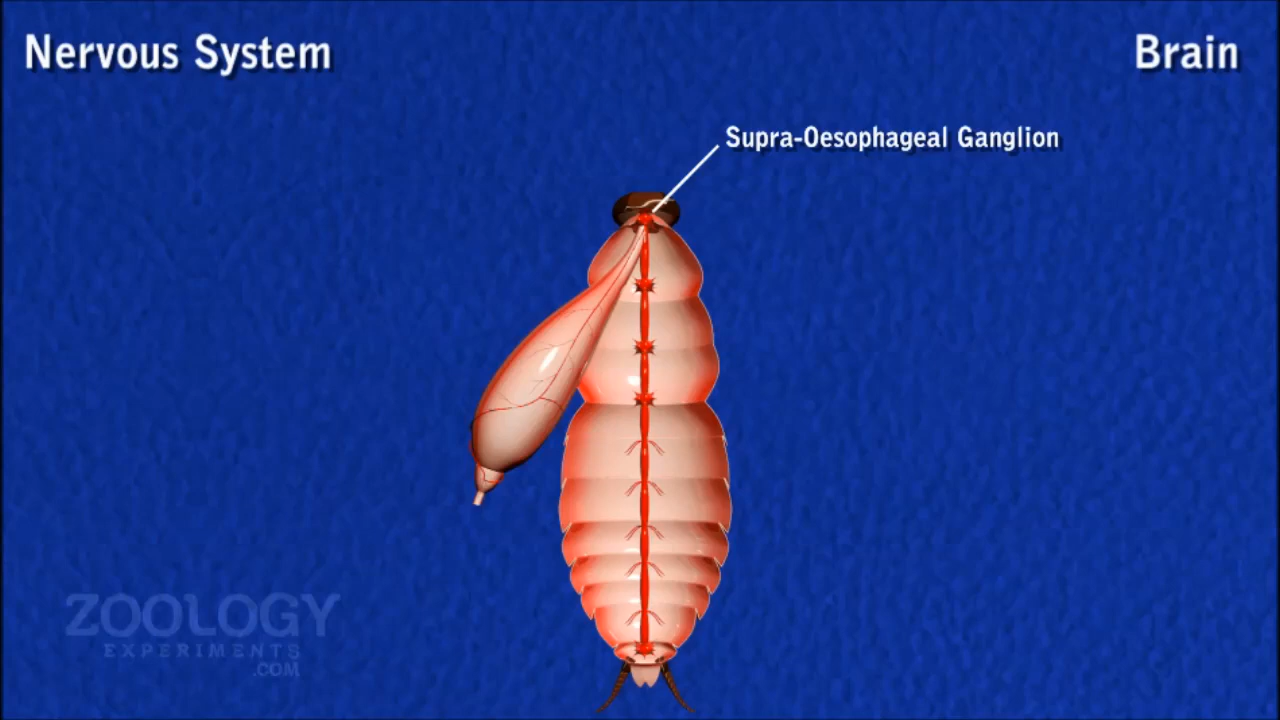 Nervous System
Brain
Supra-Oesophageal Ganglion
ZOOLOGY
EXPERIMENTS
.COM